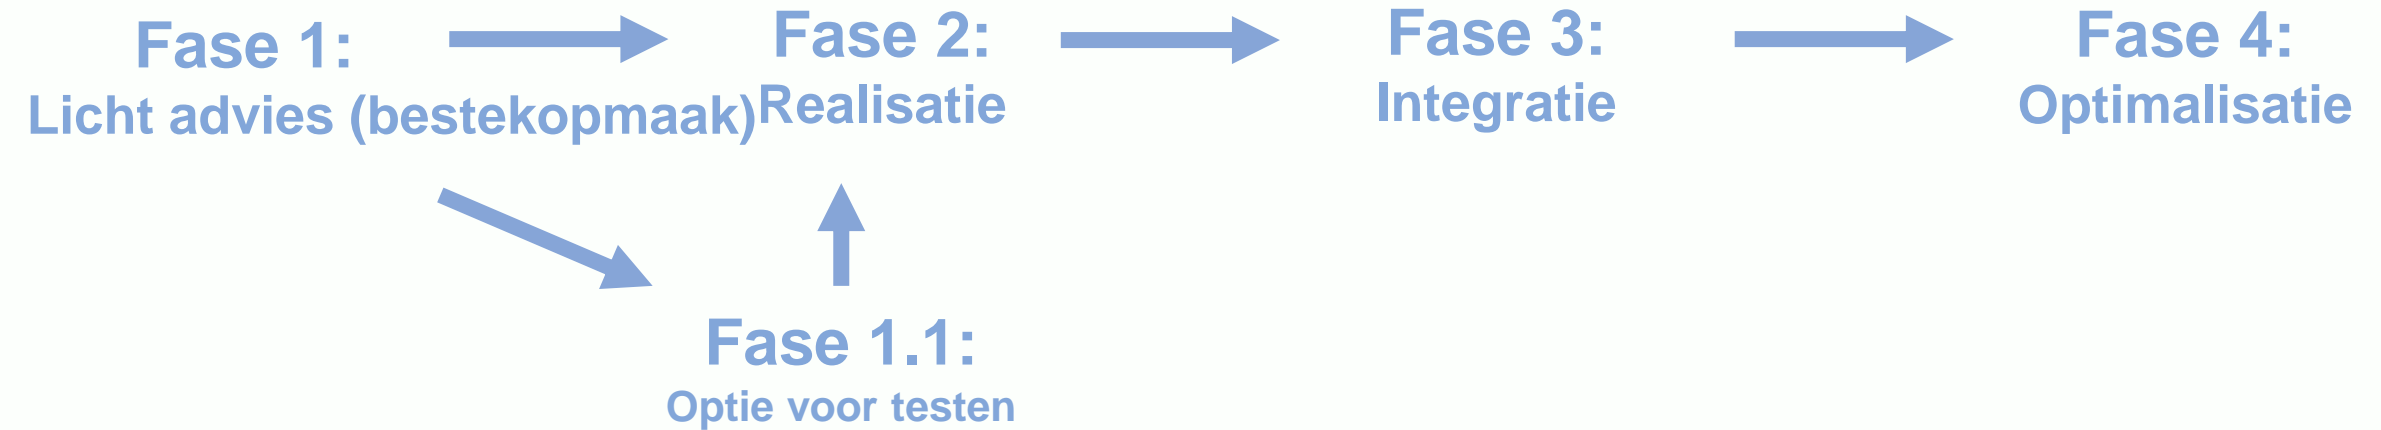 Fase 1:
Licht advies (bestekopmaak)
Fase 2:
Realisatie
Fase 3:
Integratie
Fase 4:
Optimalisatie
Fase 1.1:
Optie voor testen